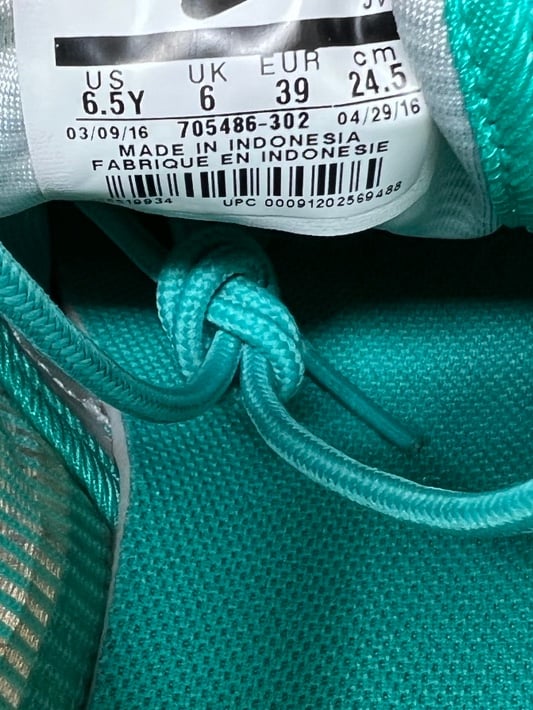 JV
US UK EUR cm
6.5Y 6 39 24.5
03/09/16 705486-302 04/29/16
MADE IN INDONESIA
FABRIQUE EN INDONESIE
UPC 00091202569488